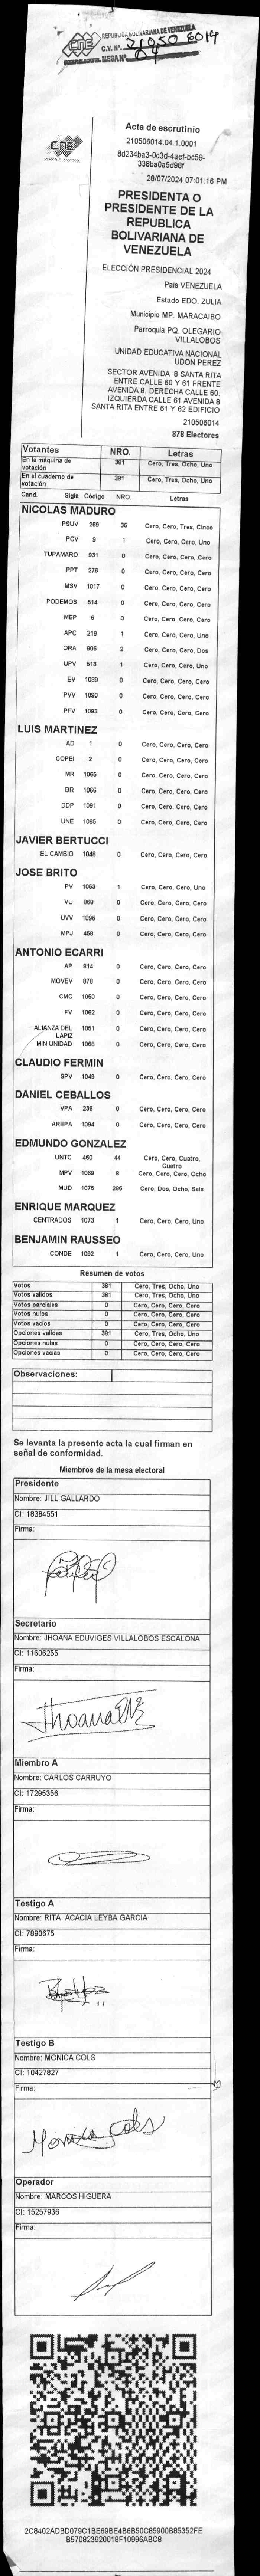 CNE
REPUBLICA BOLIVARIANA DE VENEZUELA
C.V. N°. 21050 6014
MESA N° 04
CNE
Acta de escrutinio
210506014.04.1.0001
8d234ba3-0c3d-4aef-bc59-
338ba0a5d98f
28/07/2024 07:01:16 PM
PRESIDENTA O
PRESIDENTE DE LA
REPUBLICA
BOLIVARIANA DE
VENEZUELA
ELECCIÓN PRESIDENCIAL 2024
Pais VENEZUELA
Estado EDO. ZULIA
Municipio MP. MARACAIBO
Parroquia PQ. OLEGARIO
VILLALOBOS
UNIDAD EDUCATIVA NACIONAL
UDON PEREZ
SECTOR AVENIDA 8 SANTA RITA
ENTRE CALLE 60 Y 61 FRENTE
AVENIDA 8. DERECHA CALLE 60.
IZQUIERDA CALLE 61 AVENIDA 8
SANTA RITA ENTRE 61 Y 62 EDIFICIO
210506014
878 Electores
Votantes NRO. Letras
En la máquina de votación 381 Cero, Tres, Ocho, Uno
En el cuaderno de votación 381 Cero, Tres, Ocho, Uno
Cand. Sigla Código NRO. Letras
NICOLAS MADURO
PSUV 269 35 Cero, Cero, Tres, Cinco
PCV 9 1 Cero, Cero, Cero, Uno
TUPAMARO 931 0 Cero, Cero, Cero, Cero
PPT 276 0 Cero, Cero, Cero, Cero
MSV 1017 0 Cero, Cero, Cero, Cero
PODEMOS 514 0 Cero, Cero, Cero, Cero
MEP 6 0 Cero, Cero, Cero, Cero
APC 219 1 Cero, Cero, Cero, Uno
ORA 906 2 Cero, Cero, Cero, Dos
UPV 513 1 Cero, Cero, Cero, Uno
EV 1089 0 Cero, Cero, Cero, Cero
PVV 1090 0 Cero, Cero, Cero, Cero
PFV 1093 0 Cero, Cero, Cero, Cero
LUIS MARTINEZ
AD 1 0 Cero, Cero, Cero, Cero
COPEI 2 0 Cero, Cero, Cero, Cero
MR 1065 0 Cero, Cero, Cero, Cero
BR 1066 0 Cero, Cero, Cero, Cero
DDP 1091 0 Cero, Cero, Cero, Cero
UNE 1095 0 Cero, Cero, Cero, Cero
JAVIER BERTUCCI
EL CAMBIO 1048 0 Cero, Cero, Cero, Cero
JOSE BRITO
PV 1053 1 Cero, Cero, Cero, Uno
VU 869 0 Cero, Cero, Cero, Cero
UVV 1096 0 Cero, Cero, Cero, Cero
MPJ 458 0 Cero, Cero, Cero, Cero
ANTONIO ECARRI
AP 814 0 Cero, Cero, Cero, Cero
MOVEV 878 0 Cero, Cero, Cero, Cero
CMC 1050 0 Cero, Cero, Cero, Cero
FV 1062 0 Cero, Cero, Cero, Cero
ALIANZA DEL LAPIZ 1051 0 Cero, Cero, Cero, Cero
MIN UNIDAD 1068 0 Cero, Cero, Cero, Cero
CLAUDIO FERMIN
SPV 1049 0 Cero, Cero, Cero, Cero
DANIEL CEBALLOS
VPA 236 0 Cero, Cero, Cero, Cero
AREPA 1094 0 Cero, Cero, Cero, Cero
EDMUNDO GONZALEZ
UNTC 460 44 Cero, Cero, Cuatro, Cuatro
MPV 1069 8 Cero, Cero, Cero, Ocho
MUD 1075 286 Cero, Dos, Ocho, Seis
ENRIQUE MARQUEZ
CENTRADOS 1073 1 Cero, Cero, Cero, Uno
BENJAMIN RAUSSEO
CONDE 1092 1 Cero, Cero, Cero, Uno
Resumen de votos
Votos 381 Cero, Tres, Ocho, Uno
Votos validos 381 Cero, Tres, Ocho, Uno
Votos parciales 0 Cero, Cero, Cero, Cero
Votos nulos 0 Cero, Cero, Cero, Cero
Votos vacios 0 Cero, Cero, Cero, Cero
Opciones validas 381 Cero, Tres, Ocho, Uno
Opciones nulas 0 Cero, Cero, Cero, Cero
Opciones vacias 0 Cero, Cero, Cero, Cero
Observaciones:
Se levanta la presente acta la cual firman en
señal de conformidad.
Miembros de la mesa electoral
Presidente
Nombre: JILL GALLARDO
CI: 18384551
Firma:
Secretario
Nombre: JHOANA EDUVIGES VILLALOBOS ESCALONA
CI: 11606255
Firma:
Miembro A
Nombre: CARLOS CARRUYO
CI: 17295356
Firma:
Testigo A
Nombre: RITA ACACIA LEYBA GARCIA
CI: 7890675
Firma:
Testigo B
Nombre: MONICA COLS
CI: 10427827
Firma:
Monica Cols
Operador
Nombre: MARCOS HIGUERA
CI: 15257936
Firma:
2C8402ADBD079C1BE69BE4B6B50C85900B85352FE
B570823920018F10996ABC8